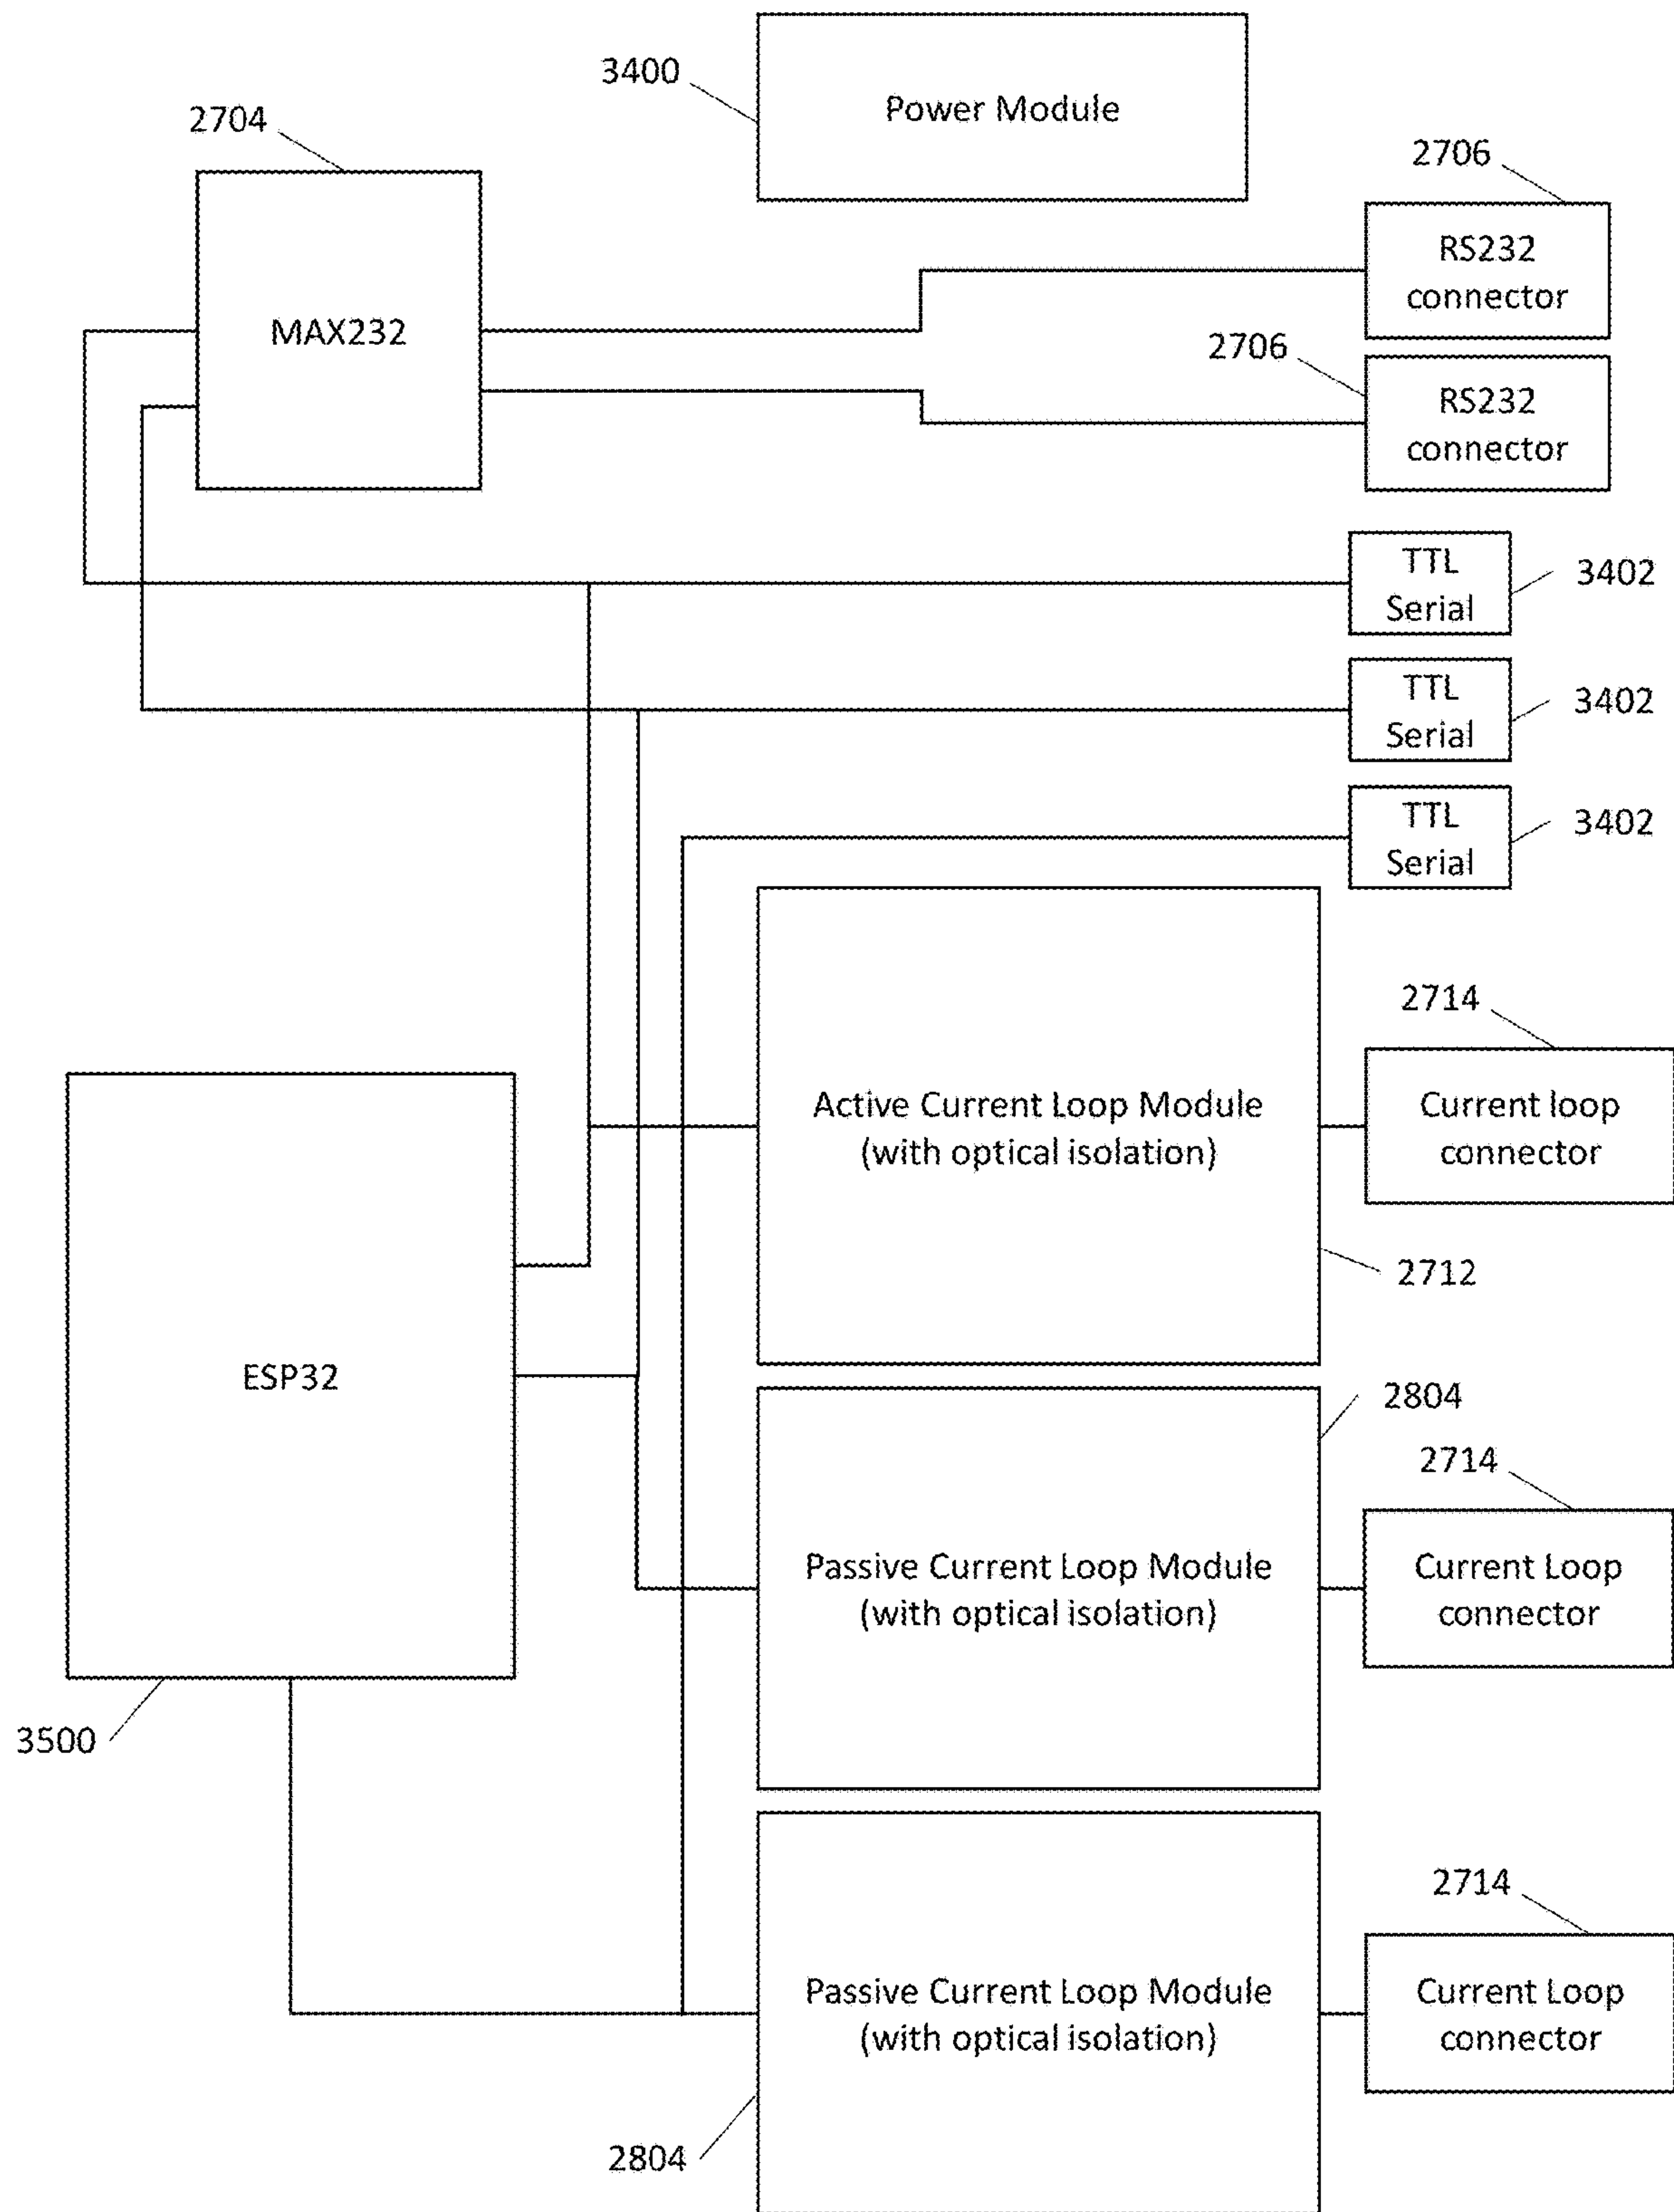 3400
Power Module
2704
2706
RS232
connector
MAX232
2706
RS232
connector
TTL
Serial
3402
TTL
Serial
3402
TTL
Serial
3402
2714
Active Current Loop Module
(with optical isolation)
Current loop
connector
2712
ESP32
2804
2714
Passive Current Loop Module
(with optical isolation)
Current Loop
connector
3500
2714
Passive Current Loop Module
(with optical isolation)
Current Loop
connector
2804